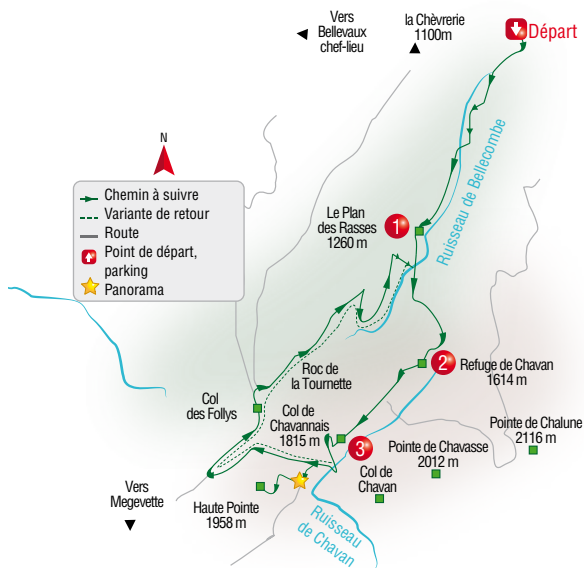 Vers
Bellevaux
chef-lieu
la Chèvrerie
1100m
Départ
N
Chemin à suivre
Variante de retour
Route
Point de départ,
parking
Panorama
Ruisseau de Bellecombe
Le Plan
des Rasses
1260 m
1
2
Refuge de Chavan
1614 m
Roc de
la Tournette
Col
des Follys
Col de
Chavannais
1815 m
3
Pointe de Chalune
2116 m
Pointe de Chavasse
2012 m
Col de
Chavan
Vers
Megevette
Haute Pointe
1958 m
Ruisseau
de Chavan